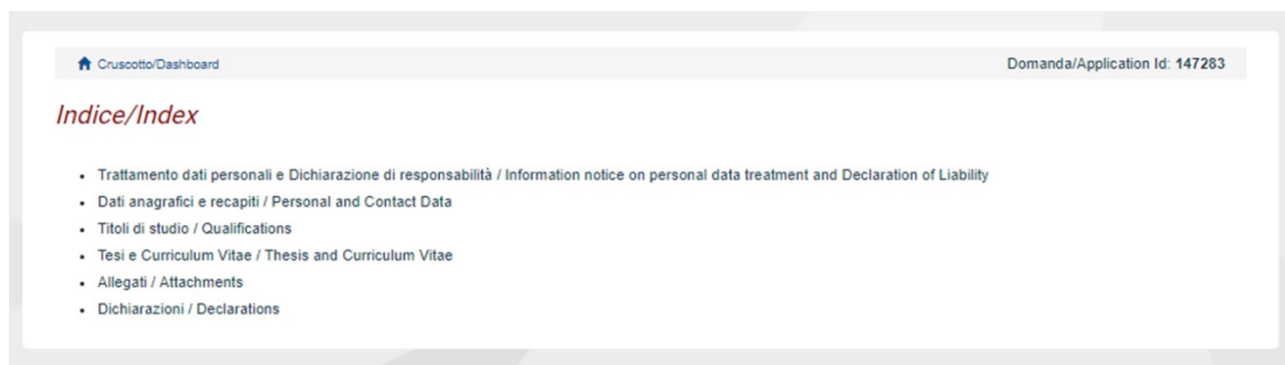 Cruscotto/Dashboard
Domanda/Application Id: 147283
Indice/Index
Trattamento dati personali e Dichiarazione di responsabilità / Information notice on personal data treatment and Declaration of Liability
Dati anagrafici e recapiti / Personal and Contact Data
Titoli di studio / Qualifications
Tesi e Curriculum Vitae / Thesis and Curriculum Vitae
Allegati / Attachments
Dichiarazioni / Declarations